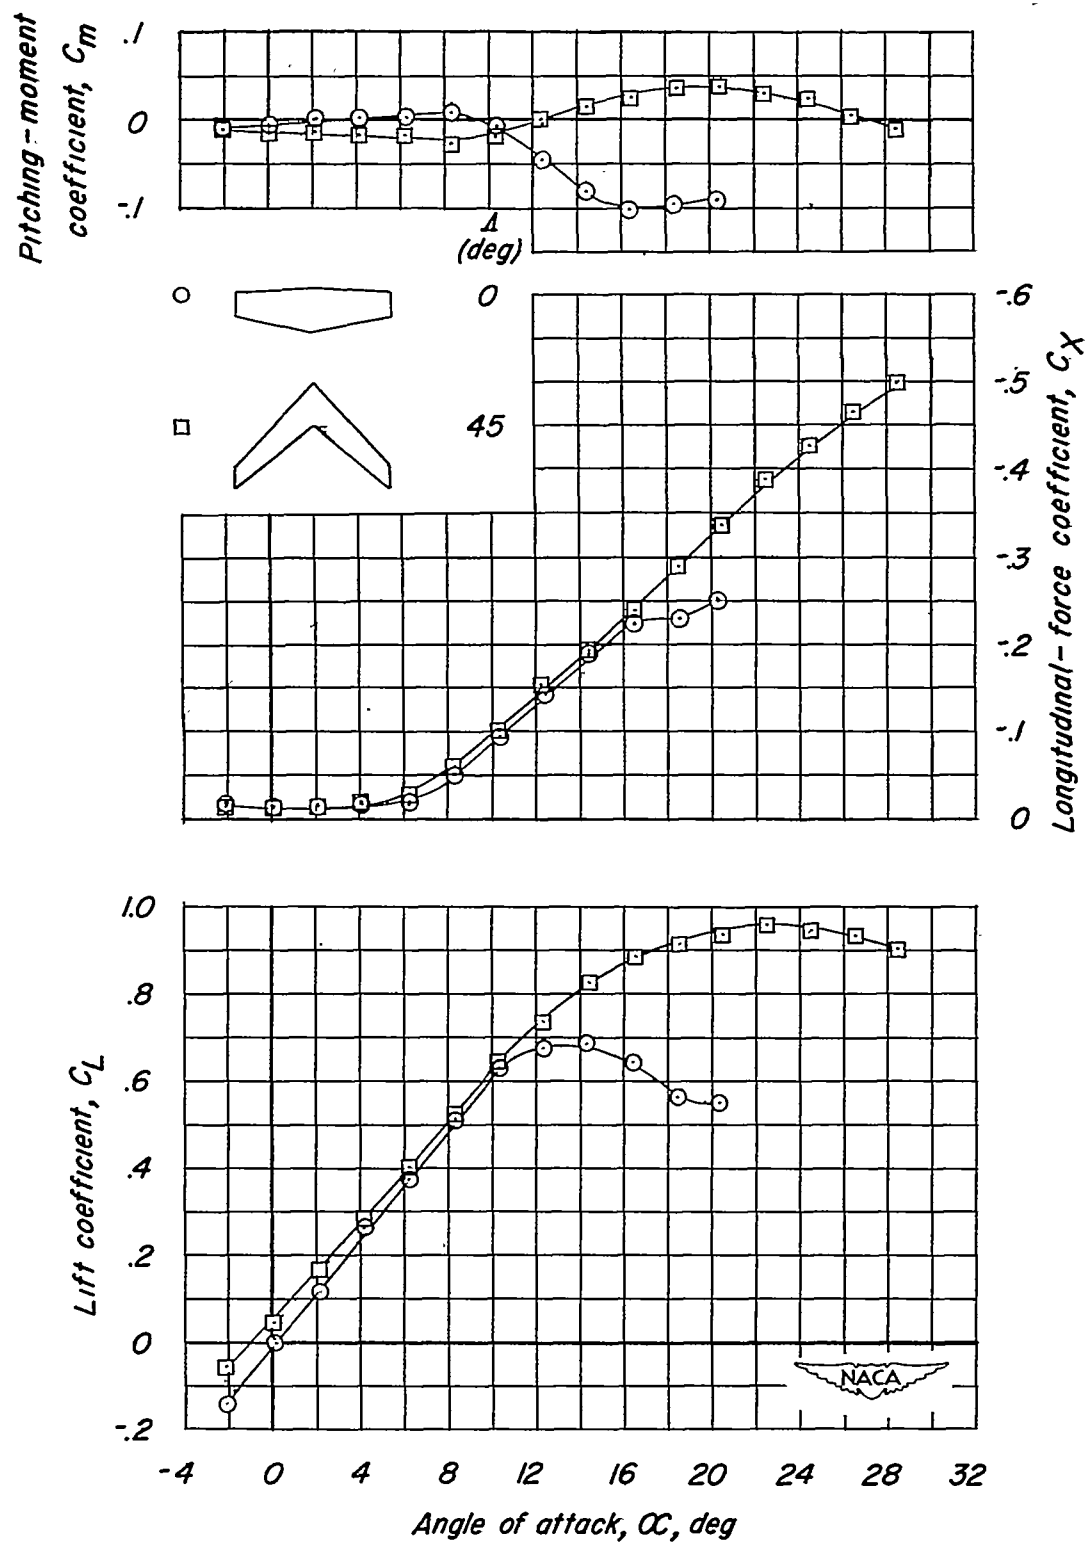 Pitching-moment
coefficient, Cm
.1
0
-.1
Λ
(deg)
0
45
-.6
-.5
-.4
-.3
-.2
-.1
0
Longitudinal-force coefficient, CX
1.0
.8
.6
.4
.2
0
-.2
Lift coefficient, CL
NACA
-4 0 4 8 12 16 20 24 28 32
Angle of attack, α, deg